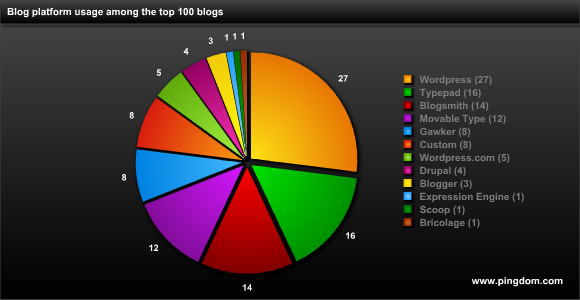 Blog platform usage among the top 100 blogs
1 1 1
3
4
5
8
8
12
14
16
27
Wordpress (27)
Typepad (16)
Blogsmith (14)
Movable Type (12)
Gawker (8)
Custom (8)
Wordpress.com (5)
Drupal (4)
Blogger (3)
Expression Engine (1)
Scoop (1)
Bricolage (1)
www.pingdom.com